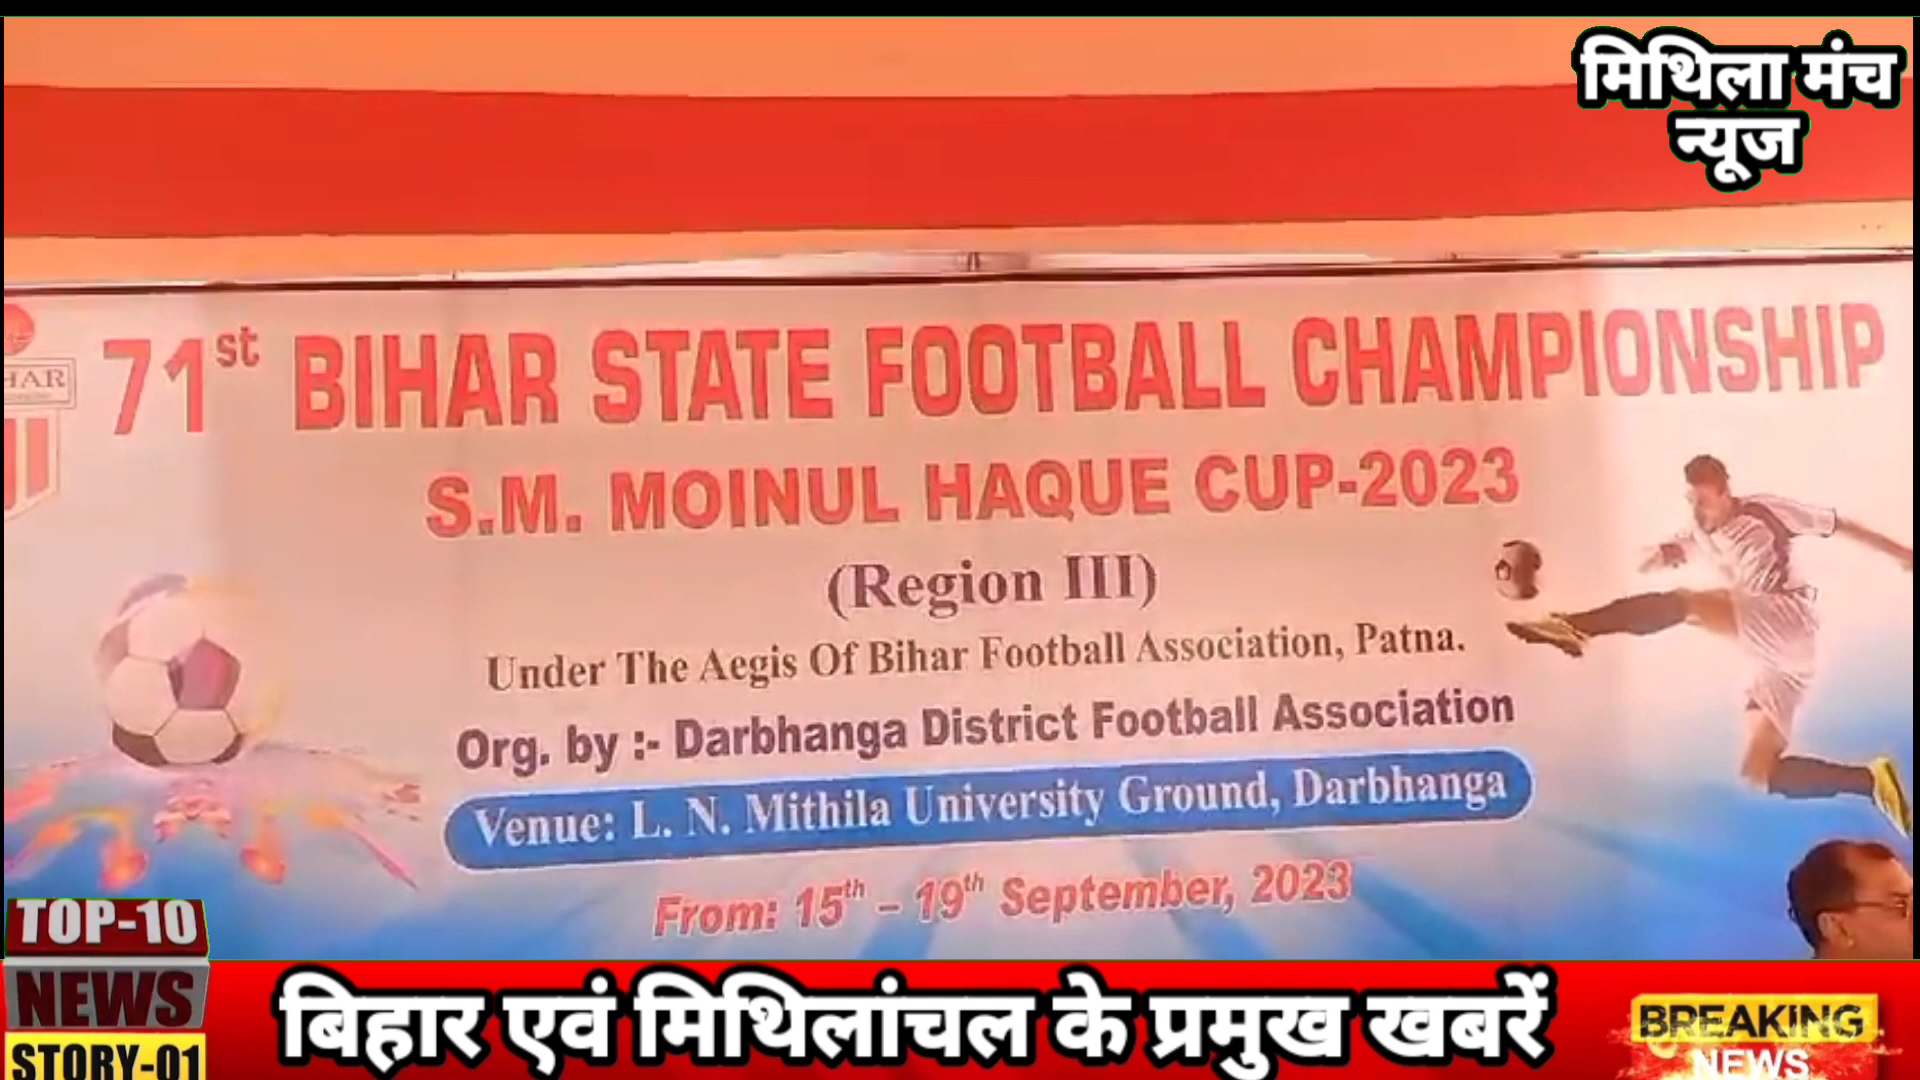 मिथिला मंच
न्यूज
HAR
71st BIHAR STATE FOOTBALL CHAMPIONSHIP
S.M. MOINUL HAQUE CUP-2023
(Region III)
Under The Aegis Of Bihar Football Association, Patna.
Org. by :- Darbhanga District Football Association
Venue: L. N. Mithila University Ground, Darbhanga
From: 15th – 19th September, 2023
TOP-10
NEWS
STORY-01
बिहार एवं मिथिलांचल के प्रमुख खबरें
BREAKING
NEWS